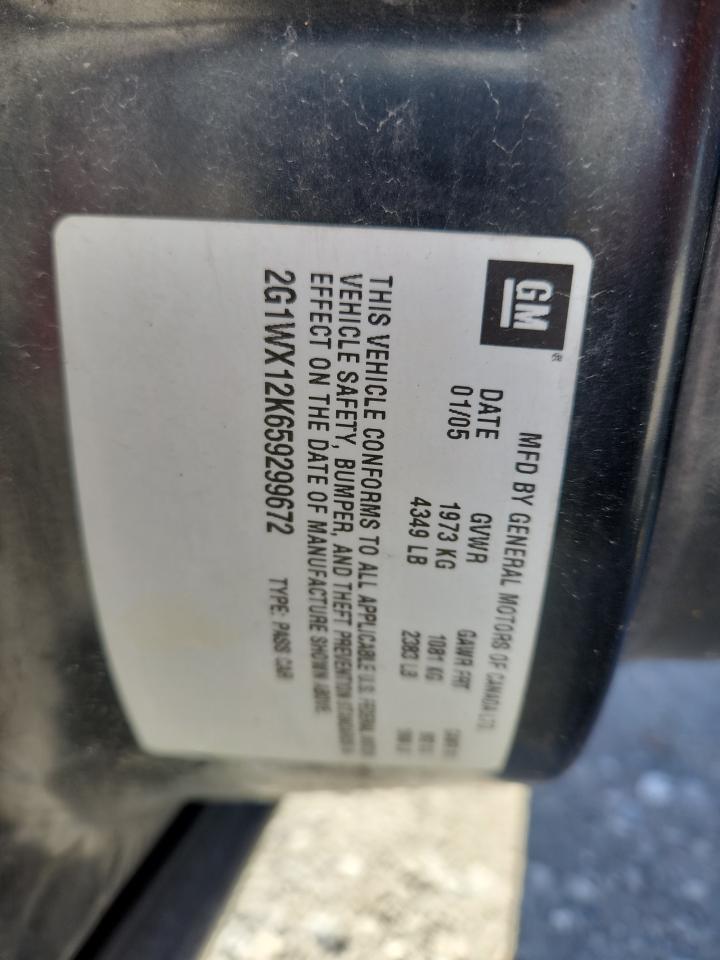 GM®
MFD BY GENERAL MOTORS OF CANADA LTD.
DATE GVWR GAWR FRT
01/05 1973 KG 1081 KG
4349 LB 2383 LB
THIS VEHICLE CONFORMS TO ALL APPLICABLE U.S. FEDERAL
VEHICLE SAFETY, BUMPER, AND THEFT PREVENTION STANDARDS
EFFECT ON THE DATE OF MANUFACTURE SHOWN ABOVE.
2G1WX12K659299672 TYPE: PASS CAR